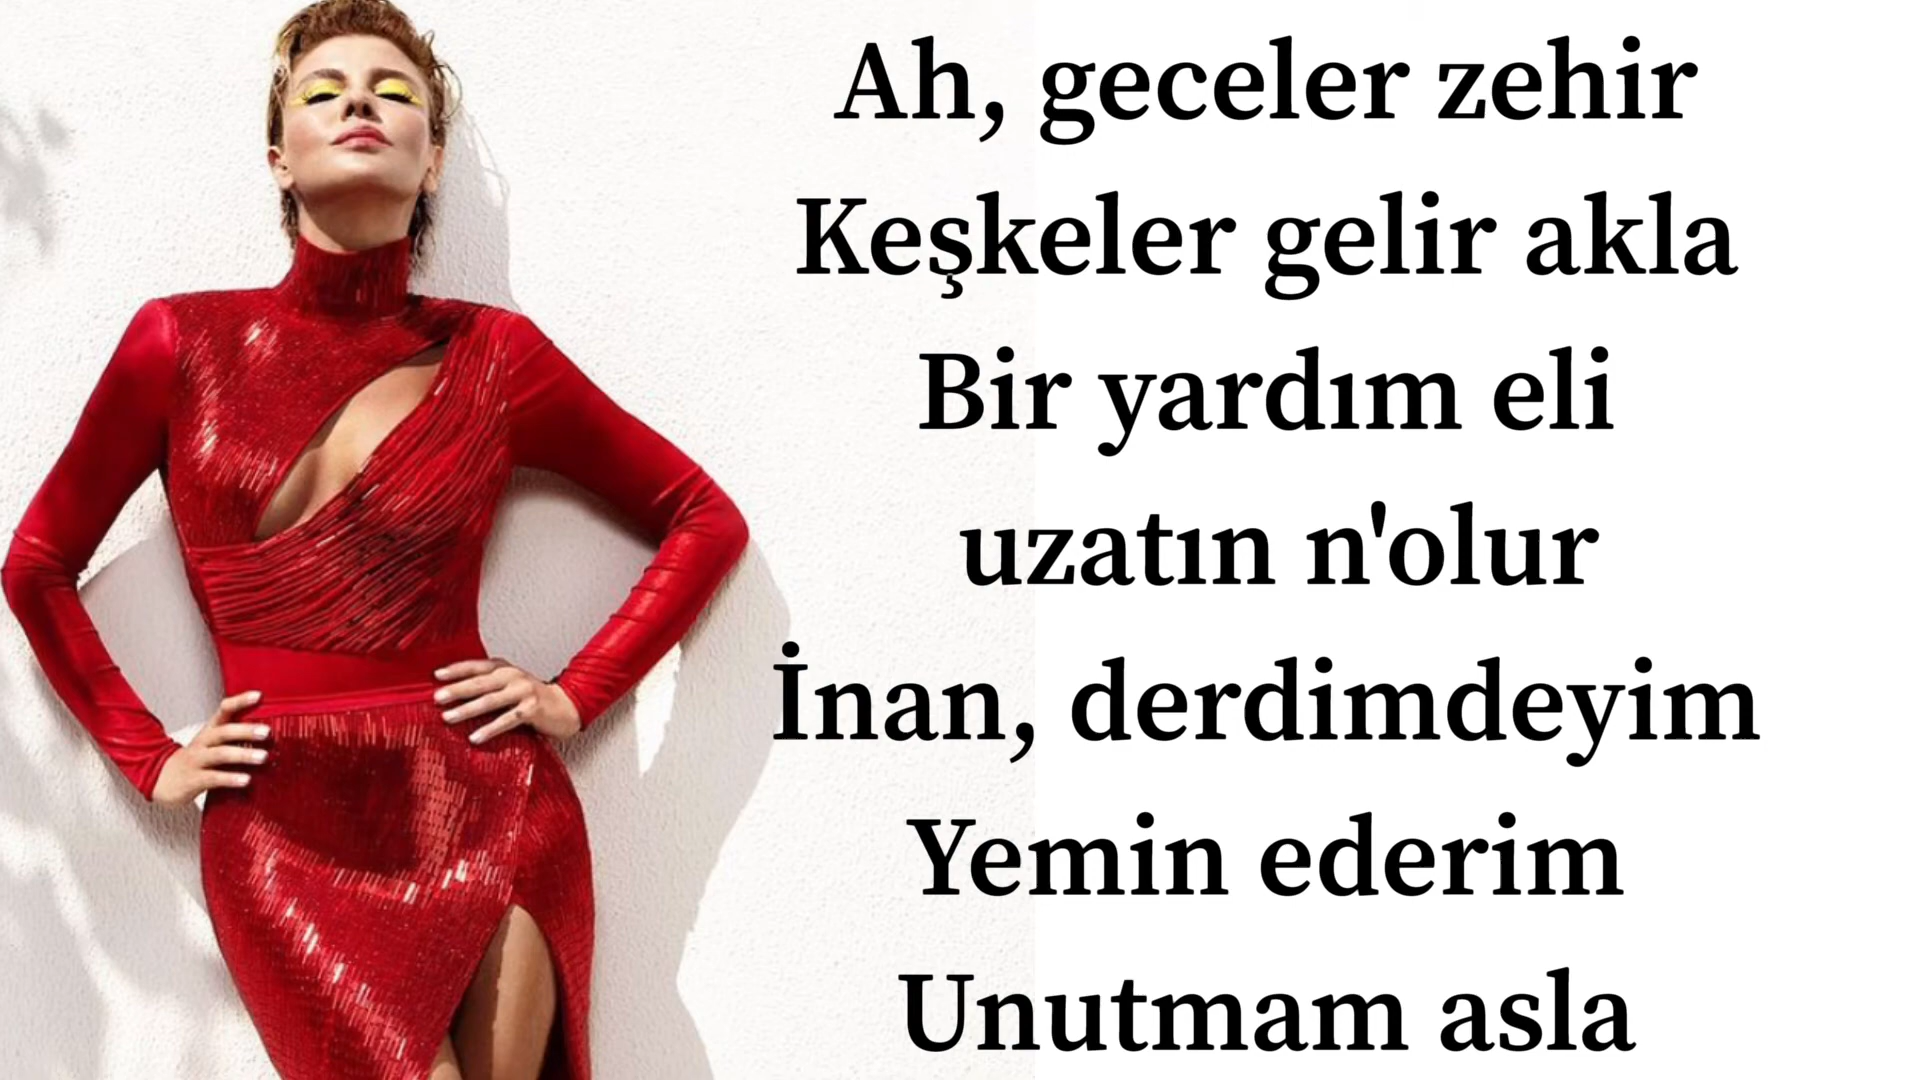 Ah, geceler zehir
Keşkeler gelir akla
Bir yardım eli
uzatın n'olur
İnan, derdimdeyim
Yemin ederim
Unutmam asla